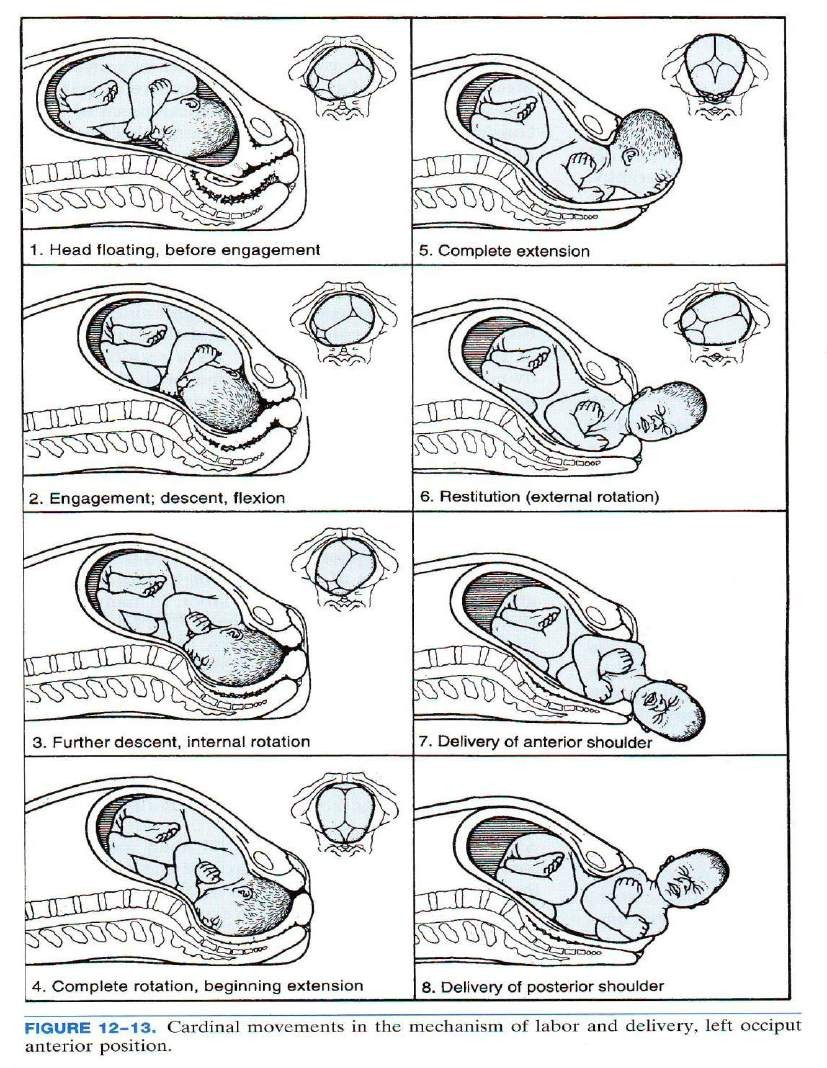 1. Head floating, before engagement
2. Engagement; descent, flexion
3. Further descent, internal rotation
4. Complete rotation, beginning extension
5. Complete extension
6. Restitution (external rotation)
7. Delivery of anterior shoulder
8. Delivery of posterior shoulder
FIGURE 12–13. Cardinal movements in the mechanism of labor and delivery, left occiput
anterior position.